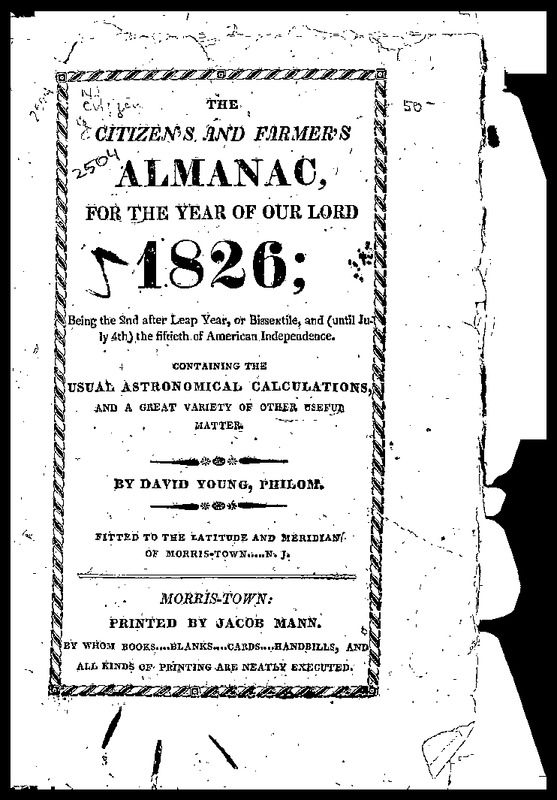 THE
CITIZEN'S AND FARMER'S
ALMANAC,
FOR THE YEAR OF OUR LORD
1826;
Being the 2nd after Leap Year, or Bissextile, and (until Ju-
ly 4th) the fiftieth of American Independence.
CONTAINING THE
USUAL ASTRONOMICAL CALCULATIONS,
AND A GREAT VARIETY OF OTHER USEFUL
MATTER.
BY DAVID YOUNG, PHILOM.
FITTED TO THE LATITUDE AND MERIDIAN
OF MORRIS-TOWN.....N. J.
MORRIS-TOWN:
PRINTED BY JACOB MANN.
BY WHOM BOOKS....BLANKS....CARDS....HANDBILLS, AND
ALL KINDS OF PRINTING ARE NEATLY EXECUTED.
2504
Citizen
2504
50-